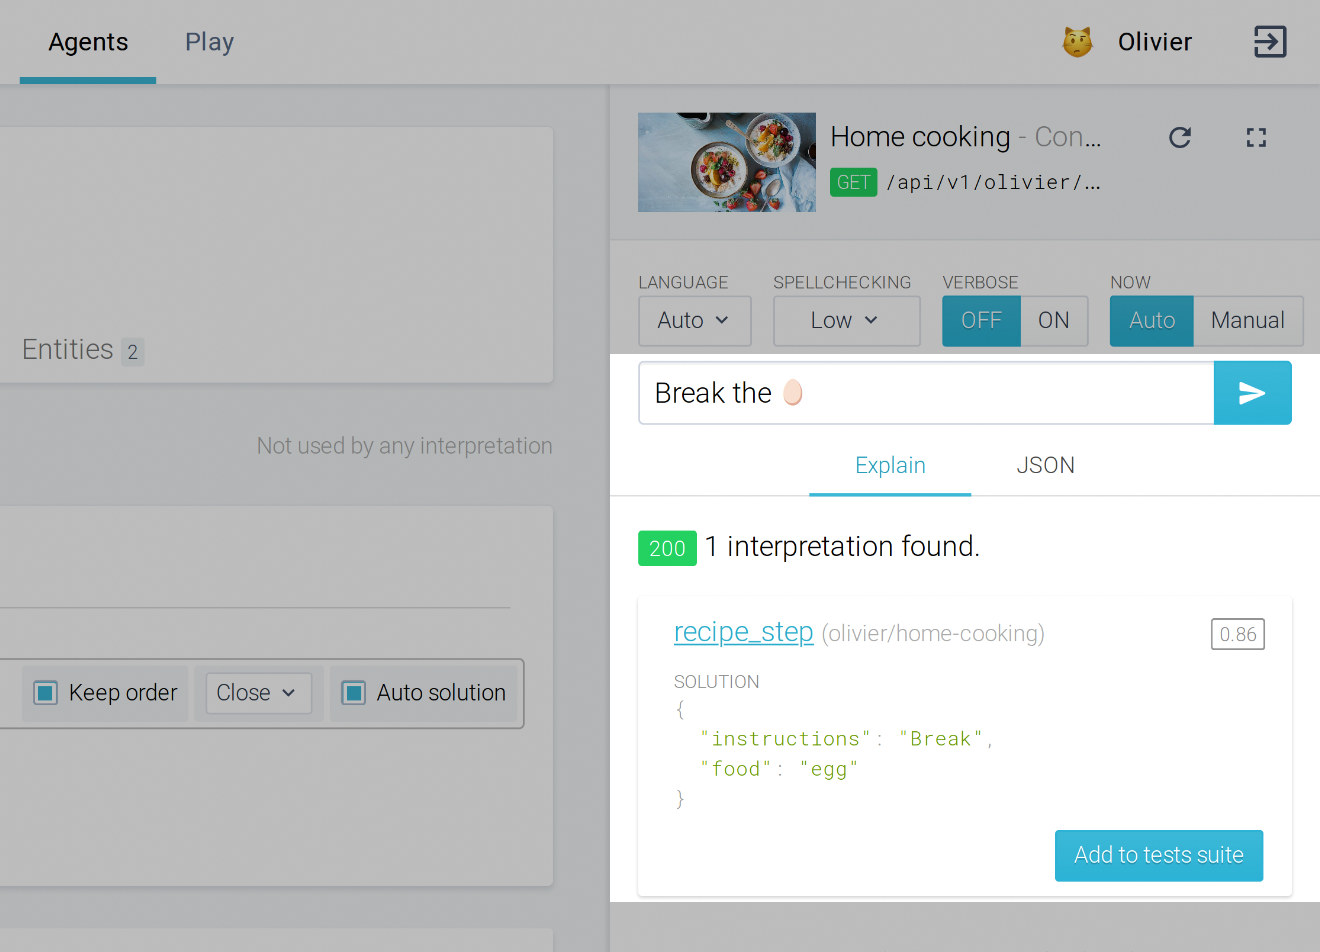 Agents Play Olivier
Entities 2
Not used by any interpretation
Keep order Close Auto solution
Home cooking - Con...
GET /api/v1/olivier/...
LANGUAGE SPELLCHECKING VERBOSE NOW
Auto Low OFF ON Auto Manual
Break the 🥚
Explain JSON
200 1 interpretation found.
recipe_step (olivier/home-cooking) 0.86
SOLUTION
{
"instructions": "Break",
"food": "egg"
}
Add to tests suite